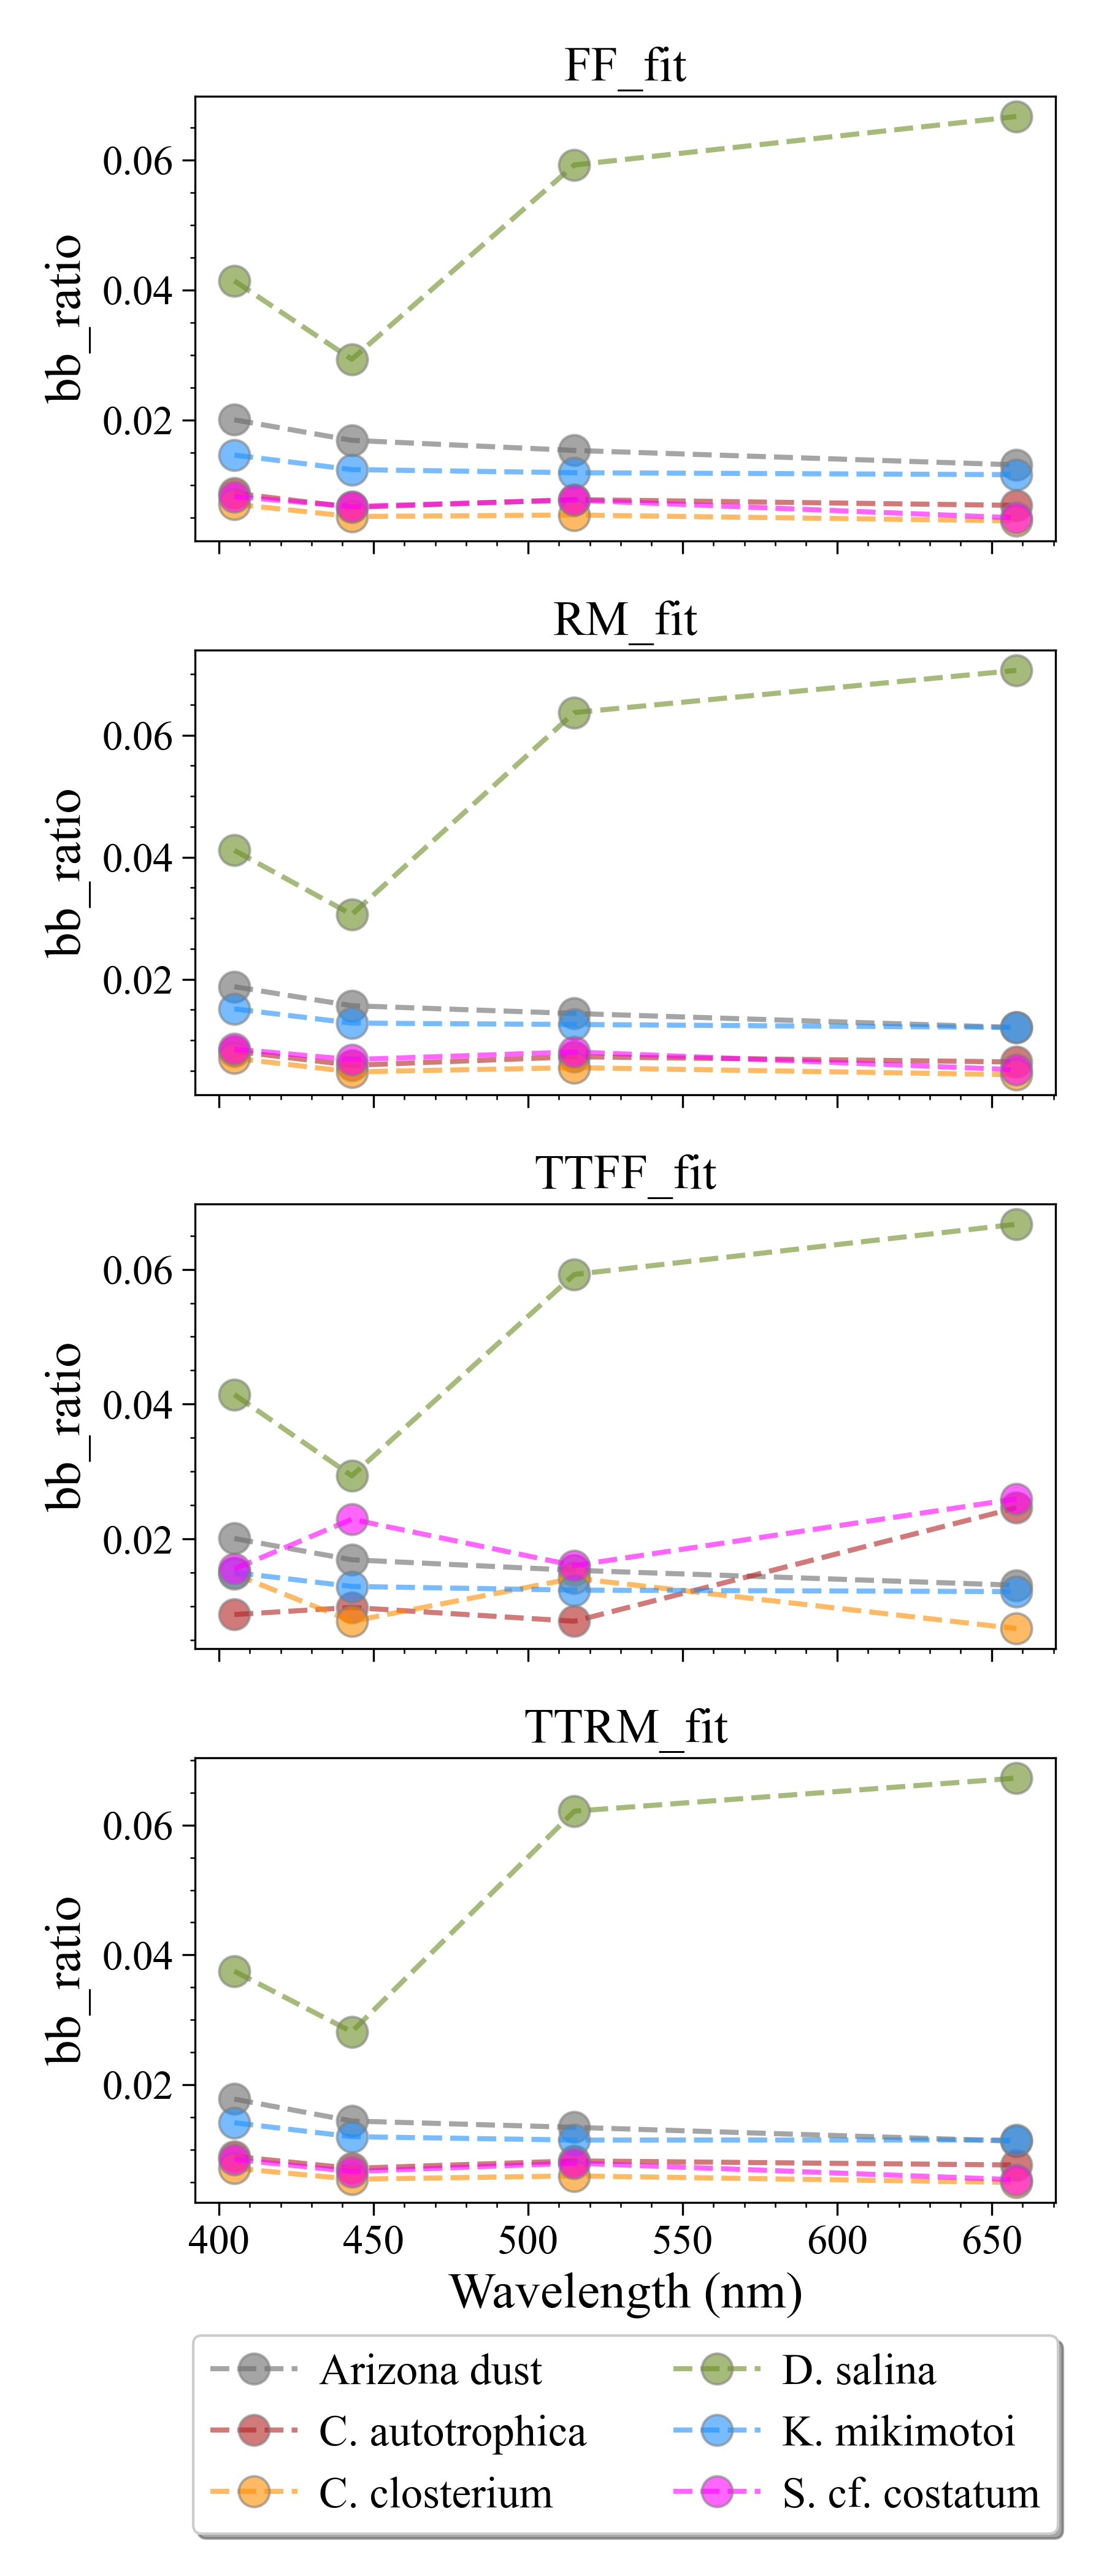 FF_fit
0.06
0.04
0.02
bb_ratio
RM_fit
0.06
0.04
0.02
bb_ratio
TTFF_fit
0.06
0.04
0.02
bb_ratio
TTRM_fit
0.06
0.04
0.02
bb_ratio
400 450 500 550 600 650
Wavelength (nm)
Arizona dust
C. autotrophica
C. closterium
D. salina
K. mikimotoi
S. cf. costatum